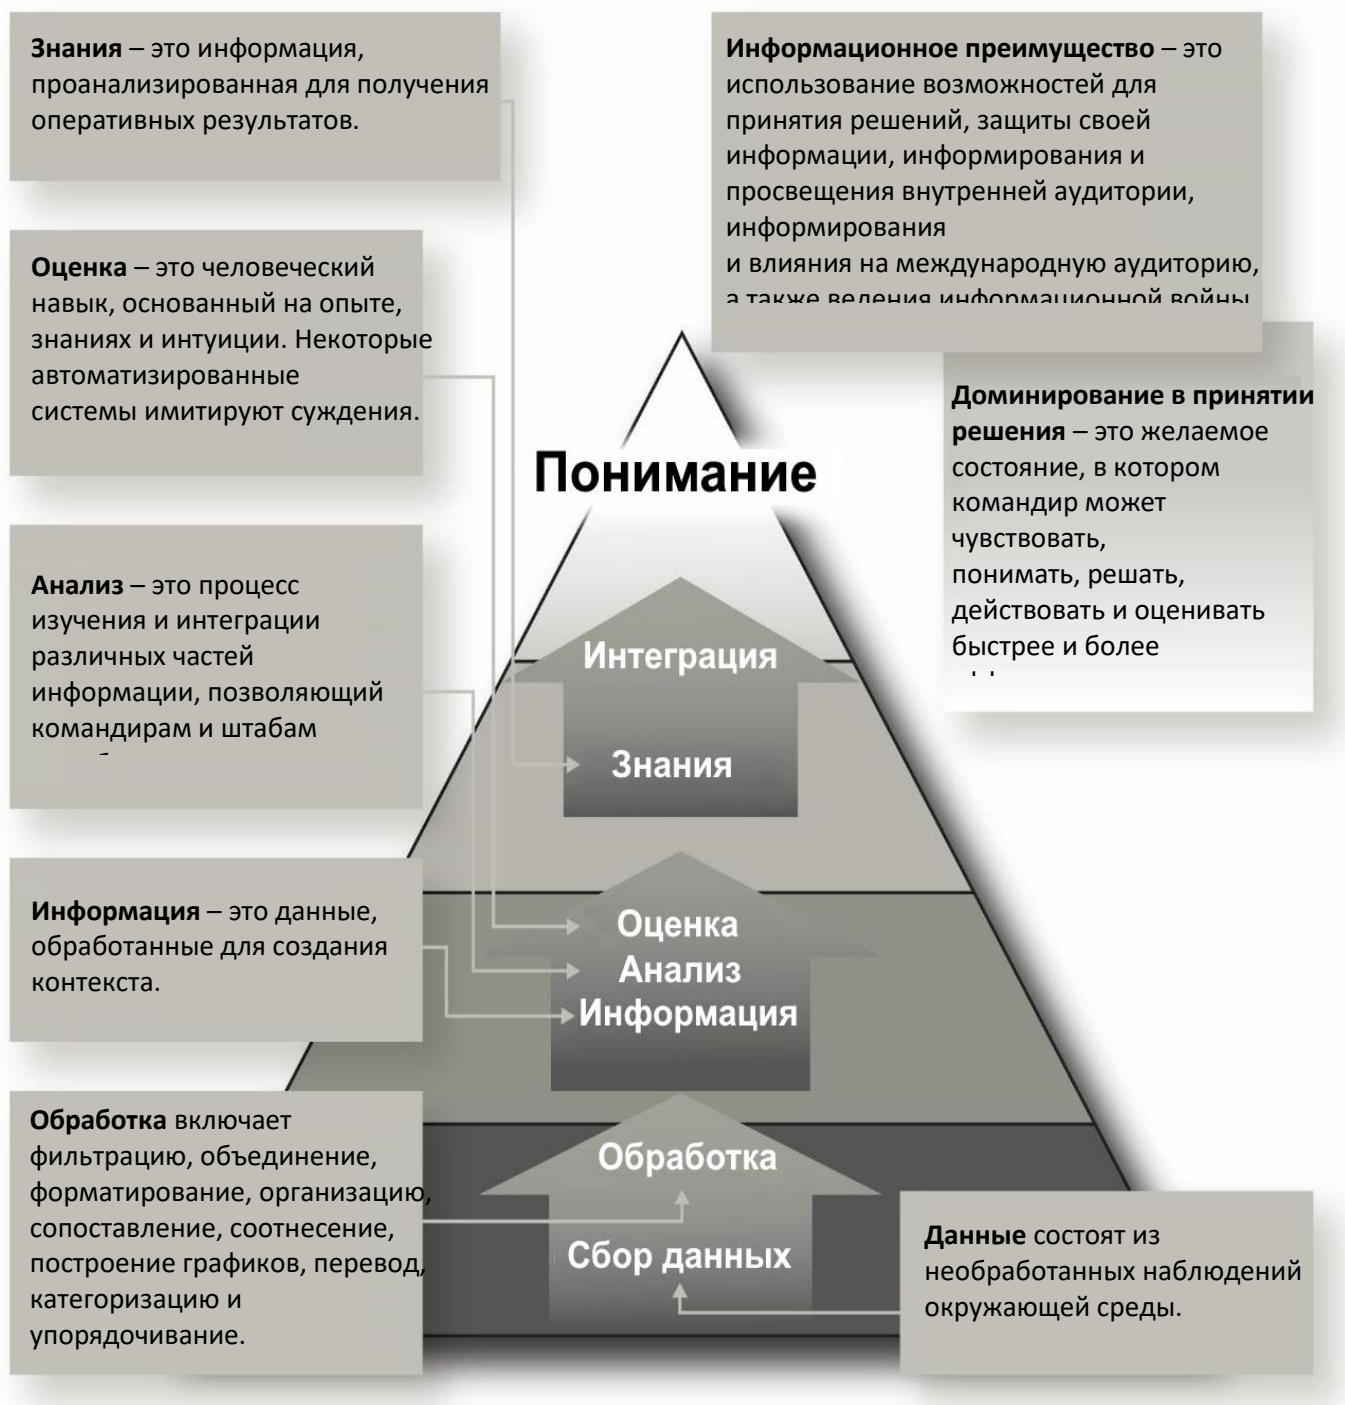 Знания – это информация,
проанализированная для получения
оперативных результатов.
Оценка – это человеческий
навык, основанный на опыте,
знаниях и интуиции. Некоторые
автоматизированные
системы имитируют суждения.
Анализ – это процесс
изучения и интеграции
различных частей
информации, позволяющий
командирам и штабам
Информация – это данные,
обработанные для создания
контекста.
Обработка включает
фильтрацию, объединение,
форматирование, организацию,
сопоставление, соотнесение,
построение графиков, перевод,
категоризацию и
упорядочивание.
Информационное преимущество – это
использование возможностей для
принятия решений, защиты своей
информации, информирования и
просвещения внутренней аудитории,
информирования
и влияния на международную аудиторию,
а также ведения информационной войны
Доминирование в принятии
решения – это желаемое
состояние, в котором
командир может
чувствовать,
понимать, решать,
действовать и оценивать
быстрее и более
Понимание
Интеграция
Знания
Оценка
Анализ
Информация
Обработка
Сбор данных
Данные состоят из
необработанных наблюдений
окружающей среды.